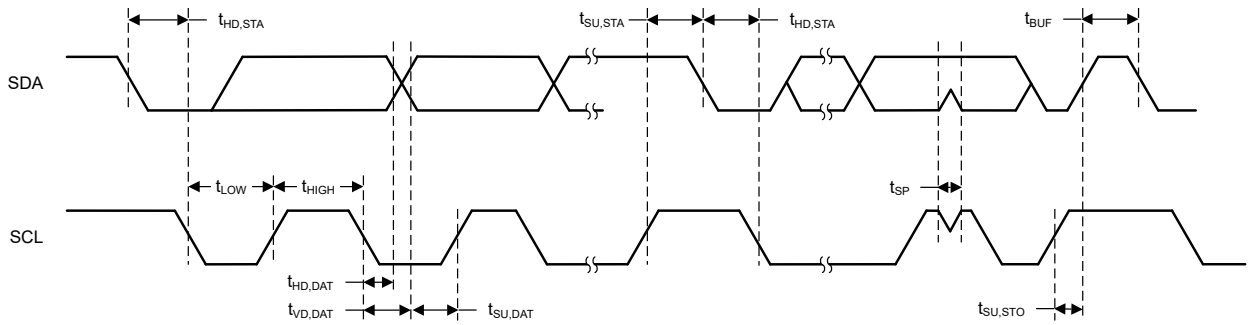 tHD,STA
tSU,STA
tHD,STA
tBUF
SDA
tLOW
tHIGH
tSP
SCL
tHD,DAT
tVD,DAT
tSU,DAT
tSU,STO